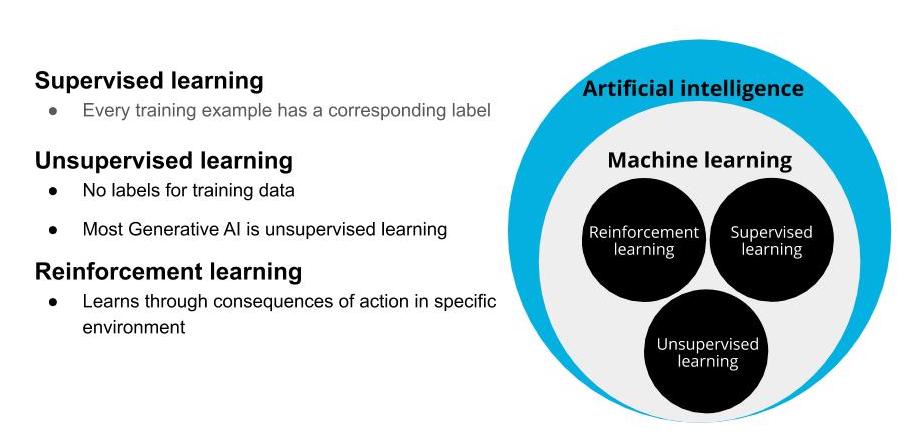 Supervised learning
● Every training example has a corresponding label
Unsupervised learning
● No labels for training data
● Most Generative AI is unsupervised learning
Reinforcement learning
● Learns through consequences of action in specific
environment
Artificial intelligence
Machine learning
Reinforcement
learning
Supervised
learning
Unsupervised
learning